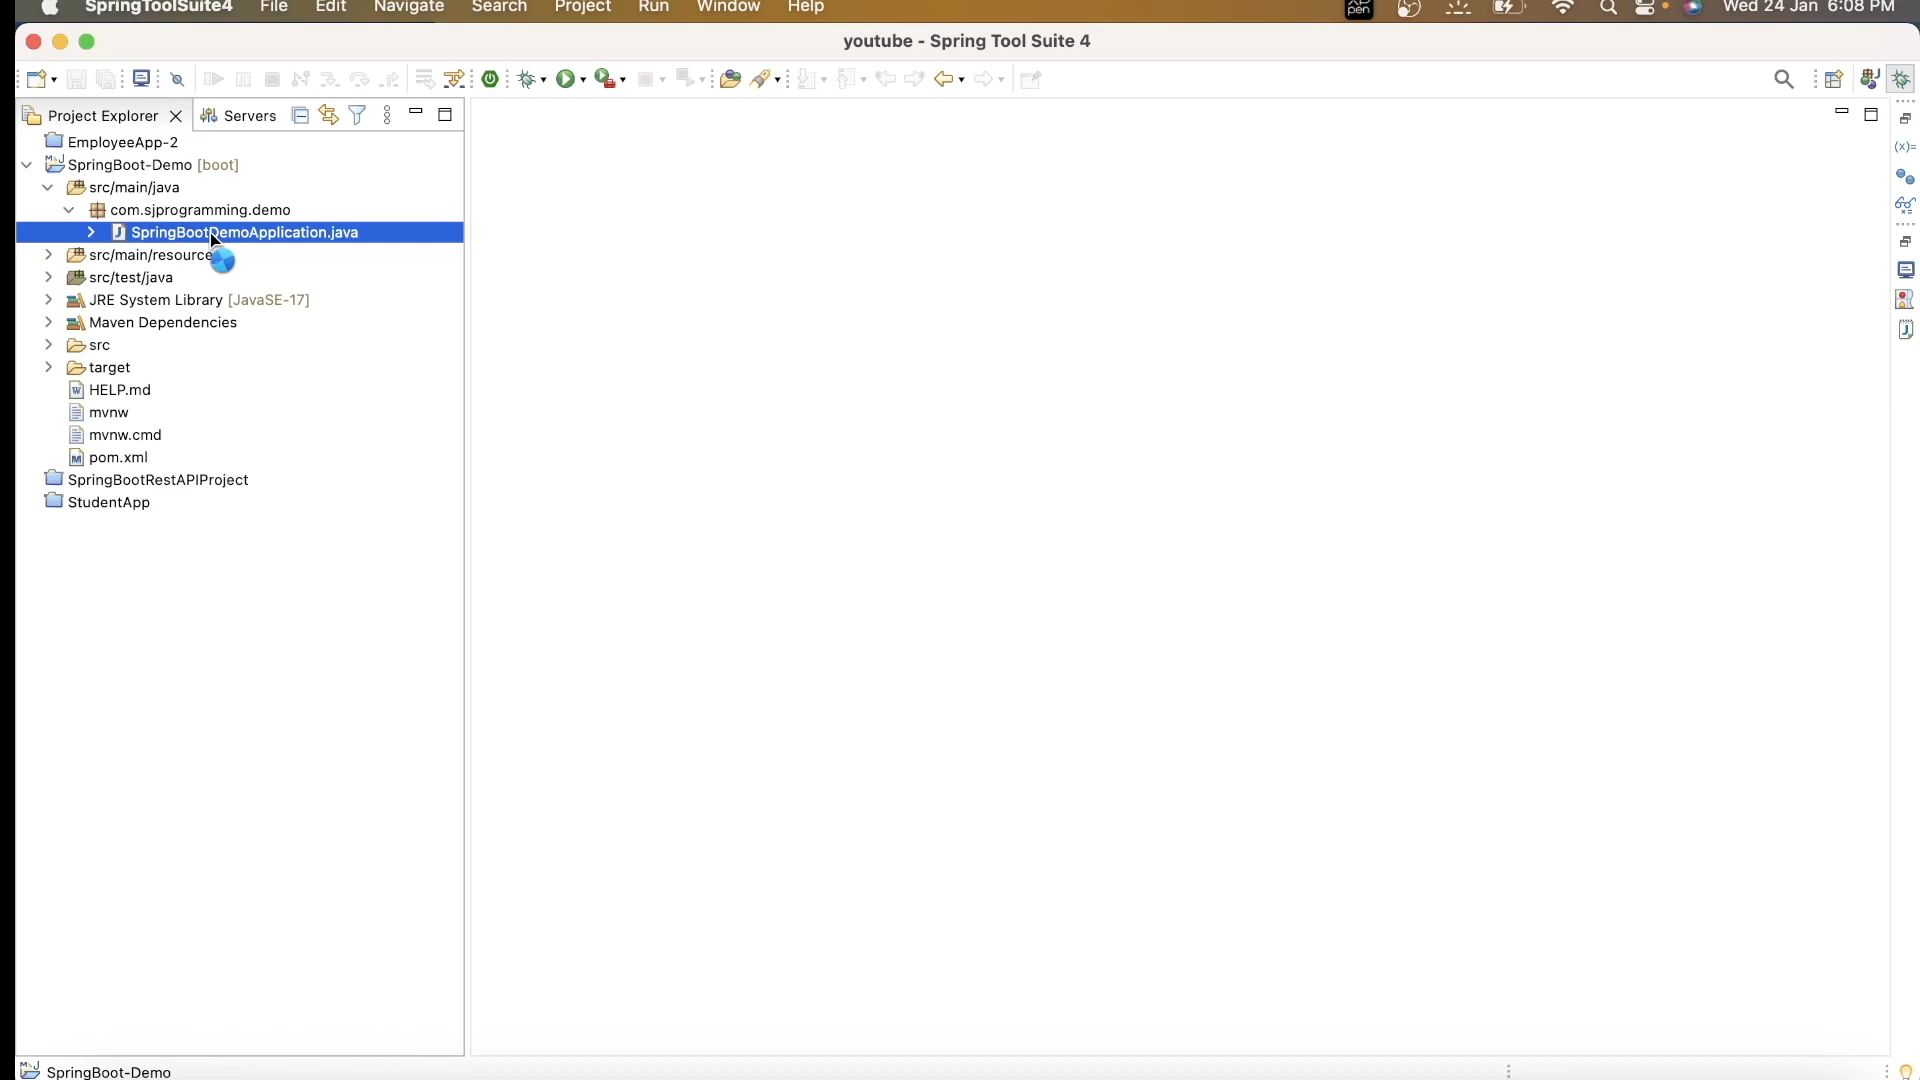 SpringToolSuite4 File Edit Navigate Search Project Run Window Help XP pen Wed 24 Jan 6:08 PM
youtube - Spring Tool Suite 4
Project Explorer Servers
EmployeeApp-2
SpringBoot-Demo [boot]
src/main/java
com.sjprogramming.demo
SpringBootDemoApplication.java
src/main/resource
src/test/java
JRE System Library [JavaSE-17]
Maven Dependencies
src
target
HELP.md
mvnw
mvnw.cmd
pom.xml
SpringBootRestAPIProject
StudentApp
SpringBoot-Demo